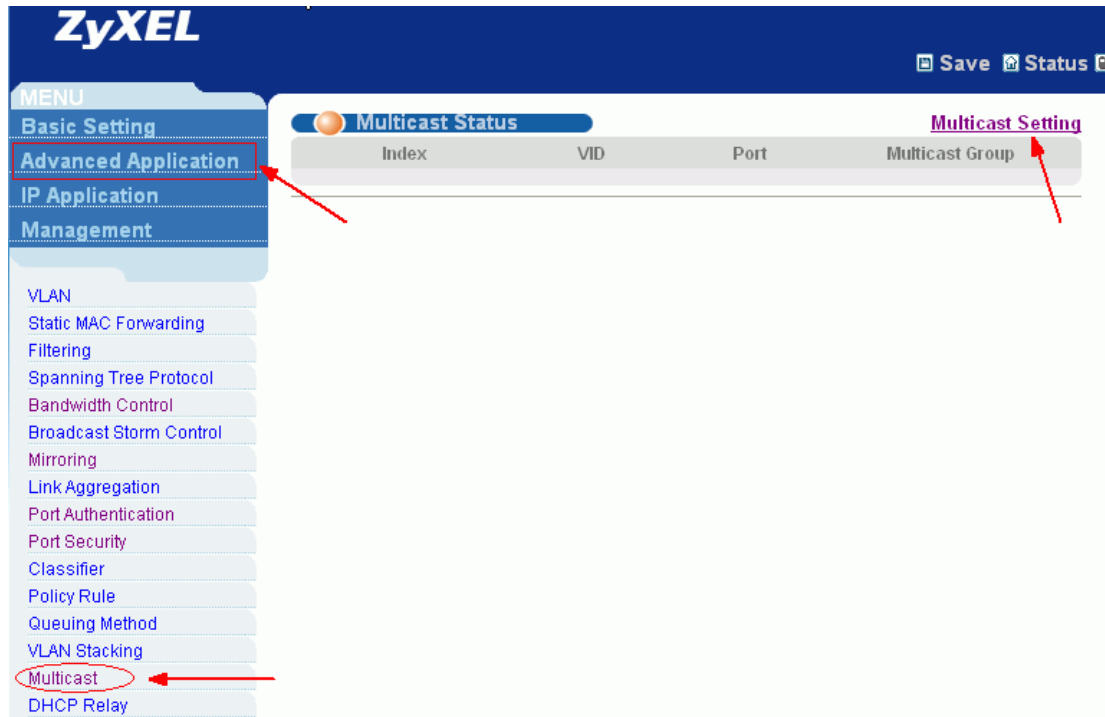 ZyXEL
Save Status
MENU
Basic Setting
Advanced Application
IP Application
Management
Multicast Status Multicast Setting
Index VID Port Multicast Group
VLAN
Static MAC Forwarding
Filtering
Spanning Tree Protocol
Bandwidth Control
Broadcast Storm Control
Mirroring
Link Aggregation
Port Authentication
Port Security
Classifier
Policy Rule
Queuing Method
VLAN Stacking
Multicast
DHCP Relay